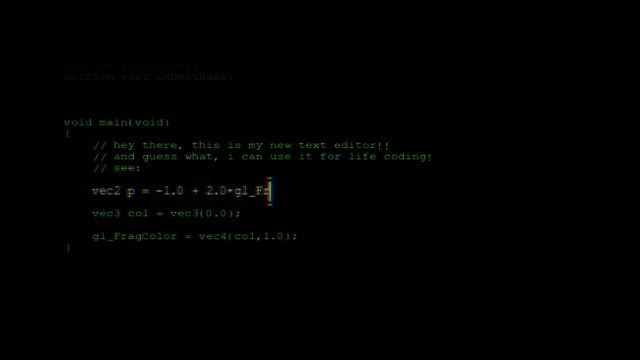 uniform vec2 unBeatBass;
void main(void)
{
// hey there, this is my new text editor!!
// and guess what, i can use it for life coding!
// see:
vec2 p = -1.0 + 2.0*gl_Fr
vec3 col = vec3(0.0);
gl_FragColor = vec4(col,1.0);
}